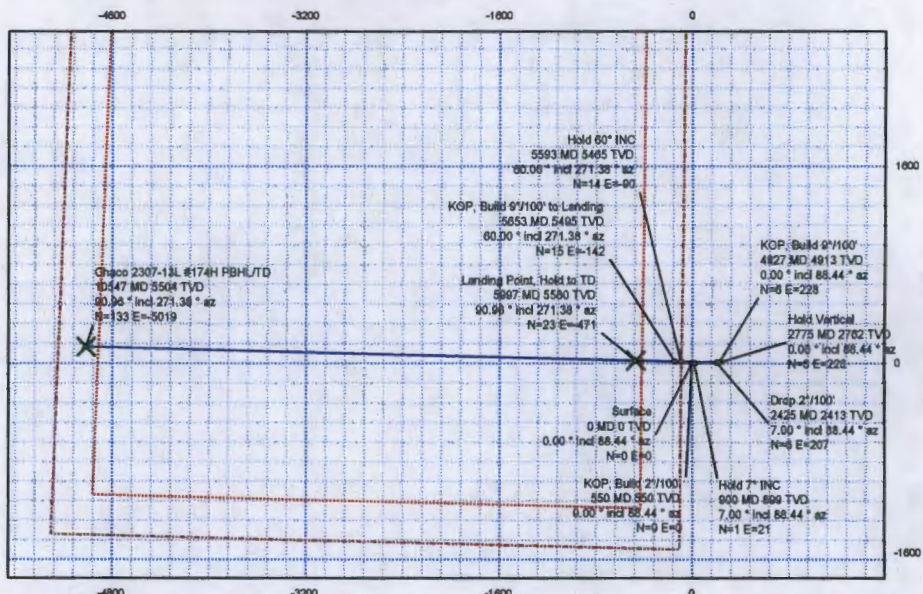 -4800 -3200 -1600 0
Hold 60° INC
5593 MD 5465 TVD
60.06 ° incl 271.38 ° az
N=14 E=-90
1600
KOP, Build 9°/100' to Landing
5653 MD 5495 TVD
60.00 ° incl 271.38 ° az
N=15 E=-142
KOP, Build 9°/100'
4927 MD 4913 TVD
0.00 ° incl 88.44 ° az
N=6 E=228
Chaco 2307-13L #174H PBHL/TD
10547 MD 5504 TVD
90.96 ° incl 271.38 ° az
N=133 E=-5019
Landing Point, Hold to TD
5997 MD 5580 TVD
90.96 ° incl 271.38 ° az
N=23 E=-471
Hold Vertical
2775 MD 2762 TVD
0.00 ° incl 88.44 ° az
N=6 E=228
0
Surface
0 MD 0 TVD
0.00 ° incl 88.44 ° az
N=0 E=0
Drop 2°/100'
2425 MD 2413 TVD
7.00 ° incl 88.44 ° az
N=6 E=207
KOP, Build 2°/100'
550 MD 550 TVD
0.00 ° incl 88.44 ° az
N=0 E=0
Hold 7° INC
900 MD 899 TVD
7.00 ° incl 88.44 ° az
N=1 E=21
-1600
-4800 -3200 -1600 0